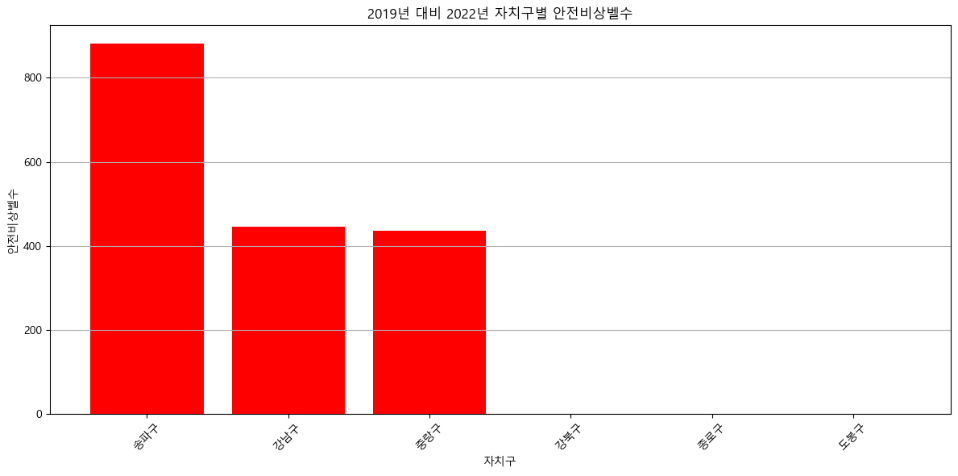 2019년 대비 2022년 자치구별 안전비상벨수
안전비상벨수
800
600
400
200
0
송파구
강남구
중랑구
강북구
종로구
도봉구
자치구